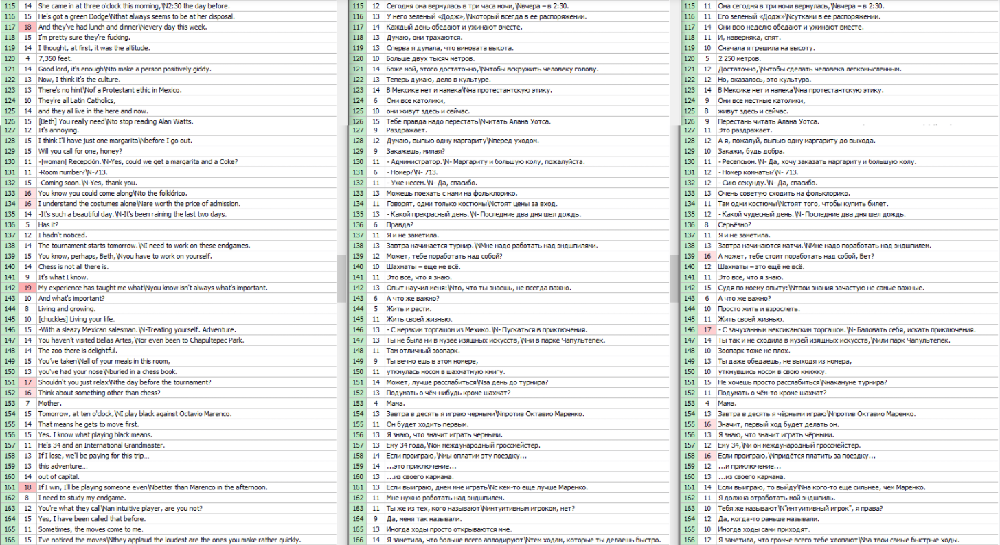 115 14 She came in at three o'clock this morning,\N2:30 the day before.
116 14 He's got a green Dodge\Nthat always seems to be at her disposal.
117 18 And they've had lunch and dinner\Nevery day this week.
118 15 I'm pretty sure they're fucking.
119 14 I thought, at first, it was the altitude.
120 4 7,350 feet.
121 14 Good lord, it's enough\Nto make a person positively giddy.
122 13 Now, I think it's the culture.
123 13 There's no hint\Nof a Protestant ethic in Mexico.
124 10 They're all Latin Catholics,
125 14 and they all live in the here and now.
126 15 [Beth] You really need\Nto stop reading Alan Watts.
127 12 It's annoying.
128 15 I think I'll have just one margarita\Nbefore I go out.
129 15 Will you call for one, honey?
130 11 -[woman] Recepción.\N-Yes, could we get a margarita and a Coke?
131 11 -Room number?\N-713.
132 15 -Coming soon.\N-Yes, thank you.
133 16 You know you could come along\Nto the folklórico.
134 16 I understand the costumes alone\Nare worth the price of admission.
135 14 -It's such a beautiful day.\N-It's been raining the last two days.
136 5 Has it?
137 12 I hadn't noticed.
138 14 The tournament starts tomorrow.\NI need to work on these endgames.
139 15 You know, perhaps, Beth,\Nyou have to work on yourself.
140 14 Chess is not all there is.
141 9 It's what I know.
142 19 My experience has taught me what\Nyou know isn't always what's important.
143 10 And what's important?
144 8 Living and growing.
145 10 [chuckles] Living your life.
146 15 -With a sleazy Mexican salesman.\N-Treating yourself. Adventure.
147 14 You haven't visited Bellas Artes,\Nor even been to Chapultepec Park.
148 14 The zoo there is delightful.
149 15 You've taken\Nall of your meals in this room,
150 13 you've had your nose\Nburied in a chess book.
151 17 Shouldn't you just relax\Nthe day before the tournament?
152 16 Think about something other than chess?
153 7 Mother.
154 15 Tomorrow, at ten o'clock,\NI play black against Octavio Marenco.
155 14 That means he gets to move first.
156 15 Yes. I know what playing black means.
157 11 He's 34 and an International Grandmaster.
158 13 If I lose, we'll be paying for this trip...
159 13 this adventure...
160 14 out of capital.
161 18 If I win, I'll be playing someone even\Nbetter than Marenco in the afternoon.
162 8 I need to study my endgame.
163 12 You're what they call\Nan intuitive player, are you not?
164 15 Yes, I have been called that before.
165 11 Sometimes, the moves come to me.
166 15 I've noticed the moves\Nthey applaud the loudest are the ones you make rather quickly.
115 12 Сегодня она вернулась в три часа ночи,\Nвчера – в 2:30.
116 13 У него зеленый «Додж»,\Nкоторый всегда в ее распоряжении.
117 14 Каждый день обедают и ужинают вместе.
118 13 Думаю, они трахаются.
119 13 Сперва я думала, что виновата высота.
120 10 Больше двух тысяч метров.
121 14 Боже мой, этого достаточно,\Nчтобы вскружить человеку голову.
122 13 Теперь думаю, дело в культуре.
123 14 В Мексике нет и намека\Nна протестантскую этику.
124 6 Они все католики,
125 10 они живут здесь и сейчас.
126 15 Тебе правда надо перестать\Nчитать Алана Уотса.
127 9 Раздражает.
128 12 Думаю, выпью одну маргариту\Nперед уходом.
129 9 Закажешь, милая?
130 11 - Администратор.\N- Маргариту и большую колу, пожалуйста.
131 6 - Номер?\N- 713.
132 11 - Уже несем.\N- Да, спасибо.
133 13 Можешь поехать с нами на фольклорико.
134 11 Говорят, одни только костюмы\Nстоят цены за вход.
135 14 - Какой прекрасный день.\N- Последние два дня шел дождь.
136 6 Правда?
137 11 Я и не заметила.
138 13 Завтра начинается турнир.\NМне надо работать над эндшпилями.
139 12 Может, тебе поработать над собой?
140 10 Шахматы – еще не всё.
141 11 Это всё, что я знаю.
142 13 Опыт научил меня:\Nто, что ты знаешь, не всегда важно.
143 6 А что же важно?
144 5 Жить и расти.
145 11 Жить своей жизнью.
146 13 - С мерзким торгашом из Мехико.\N- Пускаться в приключения.
147 13 Ты не была ни в музее изящных искусств,\Nни в парке Чапультепек.
148 11 Там отличный зоопарк.
149 9 Ты вечно ешь в этом номере,
150 11 уткнулась носом в шахматную книгу.
151 14 Может, лучше расслабиться\Nза день до турнира?
152 13 Подумать о чём-нибудь кроме шахмат?
153 4 Мама.
154 13 Завтра в десять я играю черными\Nпротив Октавио Маренко.
155 11 Он будет ходить первым.
156 13 Я знаю, что значит играть черными.
157 13 Ему 34 года,\Nон международный гроссмейстер.
158 14 Если проиграю,\Nмы оплатим эту поездку...
159 14 ...это приключение...
160 13 ...из своего кармана.
161 13 Если выиграю, днем мне играть\Nс кем-то еще лучше Маренко.
162 11 Мне нужно работать над эндшпилем.
163 11 Ты же из тех, кого называют\Nинтуитивным игроком, нет?
164 9 Да, меня так называли.
165 13 Иногда ходы просто открываются мне.
166 14 Я заметила, что больше всего аплодируют\Nтем ходам, которые ты делаешь быстро.
115 11 Она сегодня в три ночи вернулась,\Nвчера – в 2:30.
116 11 Его зеленый «Додж»\Nсутками в ее распоряжении.
117 14 Они всю неделю обедают и ужинают вместе.
118 11 И, наверняка, спят.
119 10 Сначала я грешила на высоту.
120 5 2 250 метров.
121 12 Достаточно,\Nчтобы сделать человека легкомысленным.
122 12 Но, оказалось, это культура.
123 14 В Мексике нет и намека\Nна протестантскую этику.
124 9 Они все местные католики,
125 8 живут здесь и сейчас.
126 9 Перестань читать Алана Уотса.
127 11 Это раздражает.
128 12 А я, пожалуй, выпью одну маргариту до выхода.
129 10 Закажи, будь добра.
130 11 - Ресепсьон.\N- Да, хочу заказать маргариту и большую колу.
131 12 - Номер комнаты?\N- 713.
132 12 - Сию секунду.\N- Да, спасибо.
133 13 Очень советую сходить на фольклорико.
134 11 Там одни костюмы\Nстоят того, чтобы купить билет.
135 12 - Какой чудесный день.\N- Последние два дня шел дождь.
136 8 Серьёзно?
137 11 Я и не заметила.
138 13 Завтра начинаются матчи.\NМне надо поработать над эндшпилем.
139 16 А может, тебе стоит поработать над собой, Бет?
140 12 Шахматы – это ещё не всё.
141 11 Это всё, что я знаю.
142 15 Судя по моему опыту:\Nтвои знания зачастую не самые важные.
143 6 А что же важно?
144 10 Просто жить и взрослеть.
145 11 Жить своей жизнью.
146 17 - С зачуханным мексиканским торгашом.\N- Баловать себя, искать приключения.
147 14 Ты так и не сходила в музей изящных искусств,\Nили парк Чапультепек.
148 10 Зоопарк тоже не плох.
149 13 Ты даже обедаешь, не выходя из номера,
150 10 уткнувшись носом в свою книжку.
151 15 Не хочешь просто расслабиться\Nнакануне турнира?
152 11 Подумать о чём-то кроме шахмат?
153 4 Мама.
154 13 Завтра в десять я чёрными играю\Nпротив Октавио Маренко.
155 16 Значит, первый ход будет делать он.
156 13 Я знаю, что значит играть чёрными.
157 12 Ему 34,\Nи он международный гроссмейстер.
158 16 Если проиграю,\Nпридётся платить за поездку...
159 12 ...и приключение...
160 13 ...из своего кармана.
161 14 Если выиграю, то выйду\Nна кого-то ещё сильнее, чем Маренко.
162 11 Я должна отработать мой эндшпиль.
163 10 Тебя же называют\N"интуитивный игрок", я права?
164 12 Да, когда-то раньше называли.
165 10 Иногда ходы сами приходят.
166 12 Я заметила, что громче всего тебе хлопают\Nза твои самые быстрые ходы.